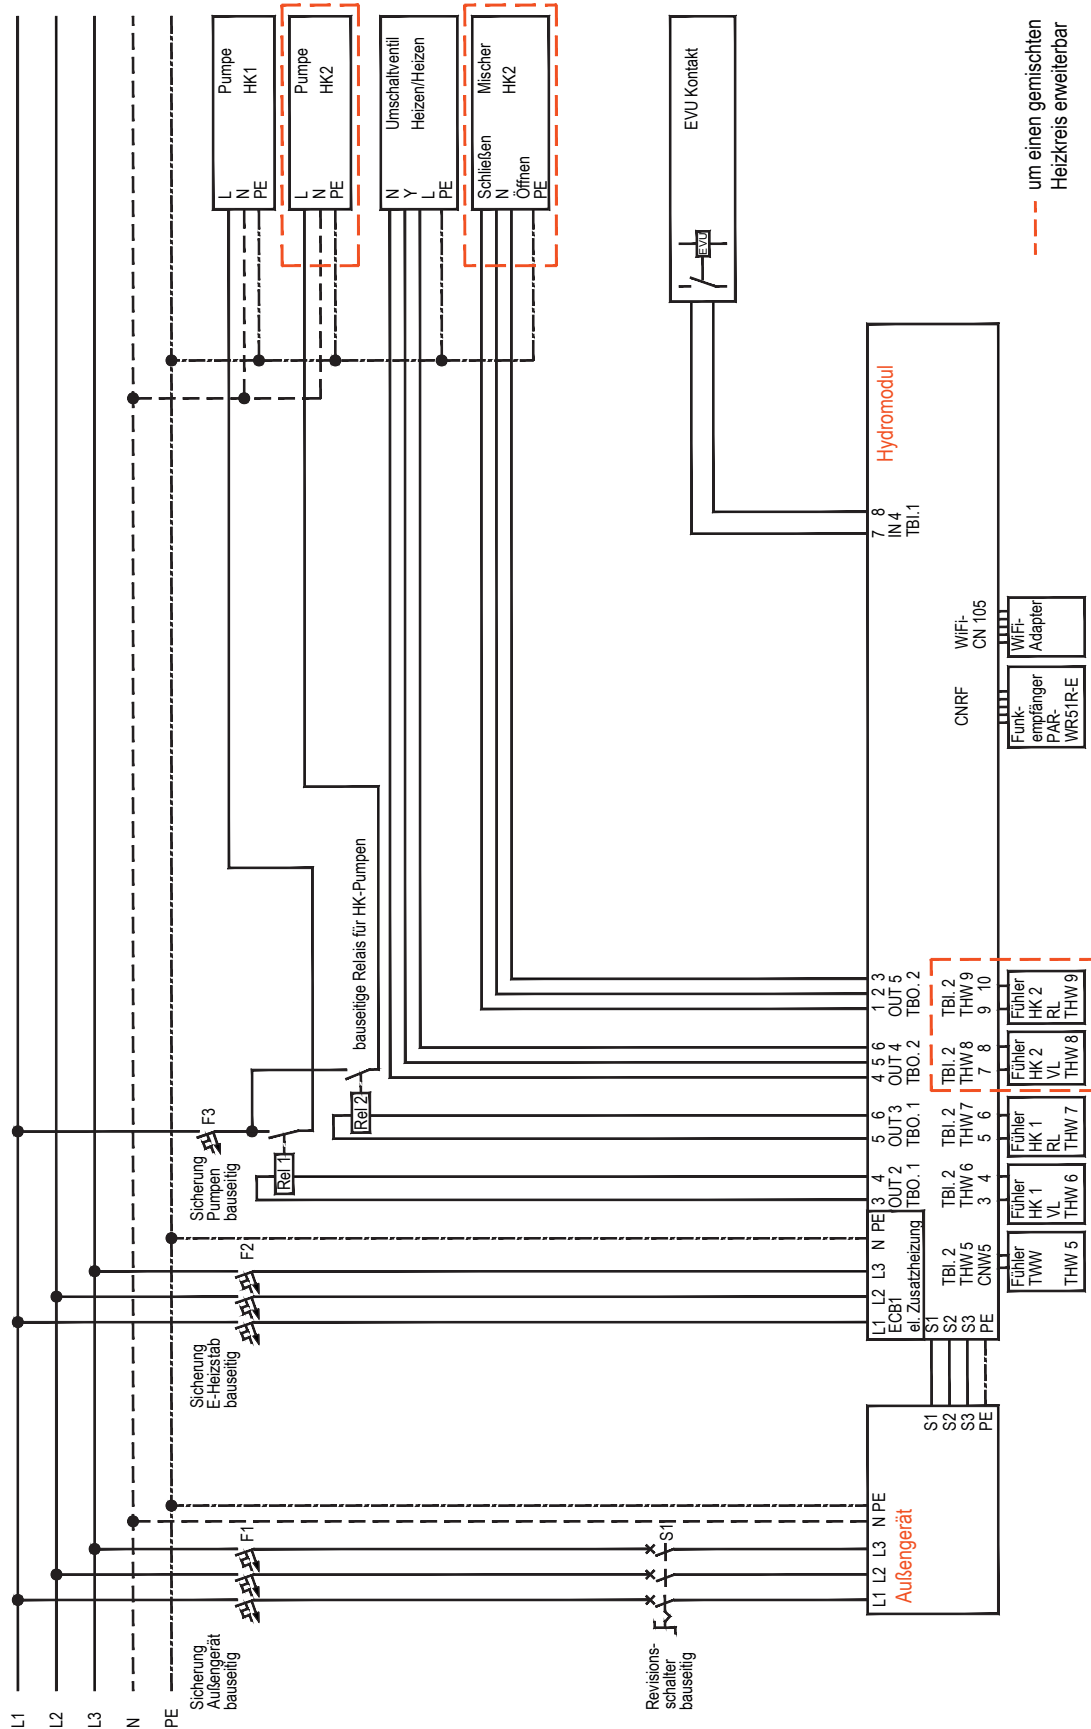 L1
L2
L3
N
PE
Sicherung
Außengerät
bauseitig
F1
Revisions-
schalter
bauseitig
S1
L1 L2 L3 N PE
Außengerät
S1
S2
S3
PE
Sicherung
E-Heizstab
bauseitig
F2
Sicherung
Pumpen
bauseitig
F3
Rel 1
Rel 2
bauseitige Relais für HK-Pumpen
L1 L2 L3 N PE
ECB1
el. Zusatzheizung
S1
S2
S3
PE
3 4
OUT 2
TBO. 1
5 6
OUT 3
TBO. 1
4 5 6
OUT 4
TBO. 2
1 2 3
OUT 5
TBO. 2
7 8
IN 4
TBI.1
Hydromodul
TBI. 2
THW 5
CNW5
TBI. 2
THW 6
3 4
TBI. 2
THW 7
5 6
TBI. 2
THW 8
7 8
TBI. 2
THW 9
9 10
CNRF
WiFi-
CN 105
Fühler
TWW
THW 5
Fühler
HK 1
VL
THW 6
Fühler
HK 1
RL
THW 7
Fühler
HK 2
VL
THW 8
Fühler
HK 2
RL
THW 9
Funk-
empfänger
PAR-
WR51R-E
WiFi-
Adapter
L
N
PE
Pumpe
HK1
L
N
PE
Pumpe
HK2
N
Y
L
PE
Umschaltventil
Heizen/Heizen
Schließen
N
Öffnen
PE
Mischer
HK2
EVU
EVU Kontakt
um einen gemischten
Heizkreis erweiterbar